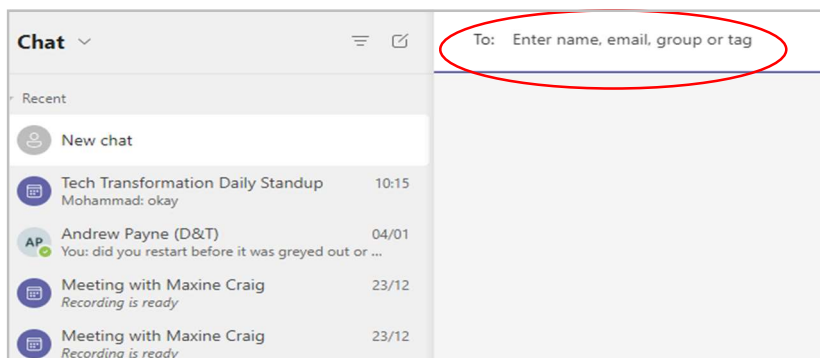 Chat
To: Enter name, email, group or tag
Recent
New chat
Tech Transformation Daily Standup 10:15
Mohammad: okay
AP Andrew Payne (D&T) 04/01
You: did you restart before it was greyed out or ...
Meeting with Maxine Craig 23/12
Recording is ready
Meeting with Maxine Craig 23/12
Recording is ready